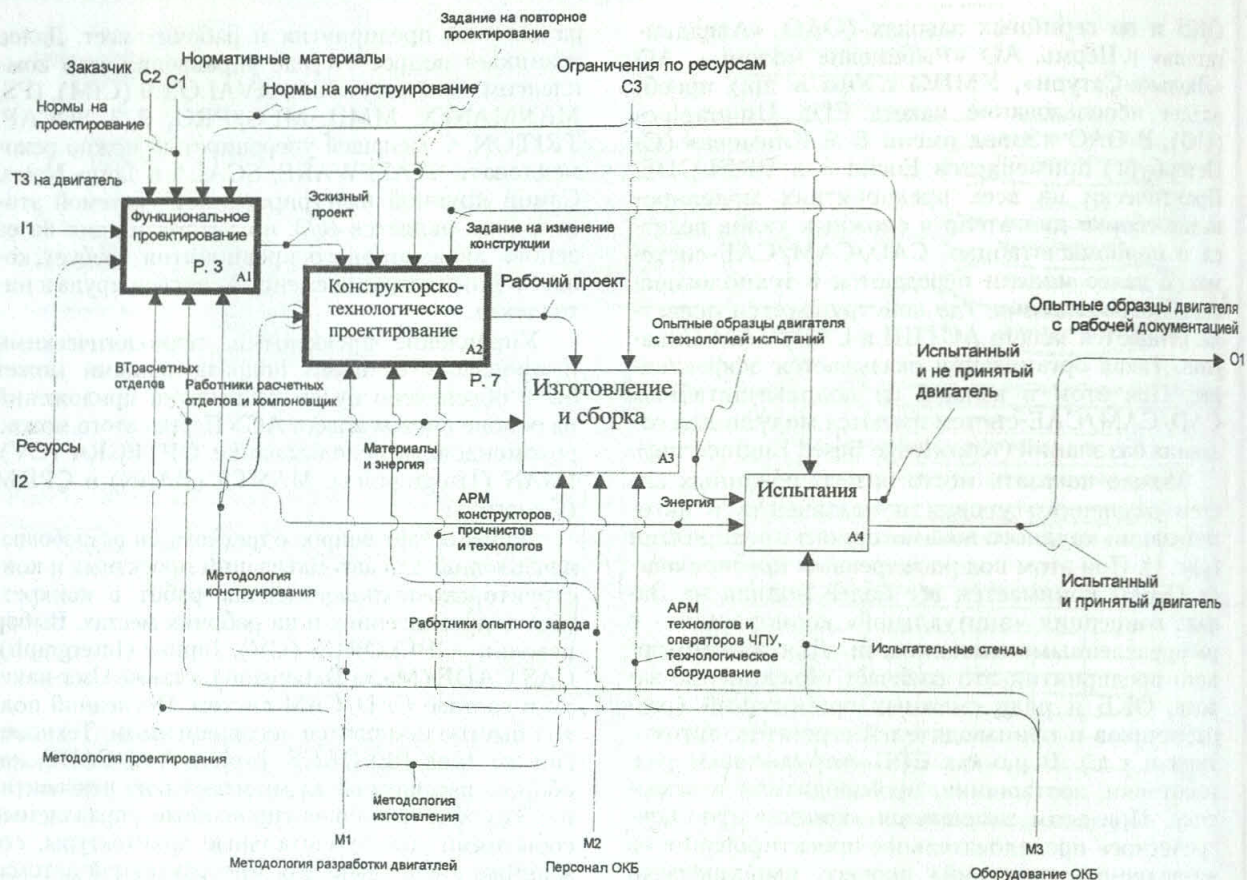 Задание на повторное
проектирование
Заказчик
C2 C1
Нормативные материалы
Ограничения по ресурсам
C3
Нормы на
проектирование
Нормы на конструирование
ТЗ на двигатель
I1
Функциональное
проектирование
Р. 3
A1
Эскизный
проект
Задание на изменение
конструкции
Рабочий проект
Конструкторско-
технологическое
проектирование
A2
Р. 7
Опытные образцы двигателя
с рабочей документацией
O1
Опытные образцы двигателя
с технологией испытаний
Испытанный
и не принятый
двигатель
ВТрасчетных
отделов
Работники расчетных
отделов и компоновщик
Изготовление
и сборка
A3
Ресурсы
I2
Материалы
и энергия
Энергия
Испытания
A4
АРМ
конструкторов,
прочнистов
и технологов
Методология
конструирования
Испытанный
и принятый двигатель
Работники опытного завода
АРМ
технологов и
операторов ЧПУ,
технологическое
оборудование
Испытательные стенды
Методология проектирования
Методология
изготовления
M1
Методология разработки двигателей
M2
Персонал ОКБ
M3
Оборудование ОКБ